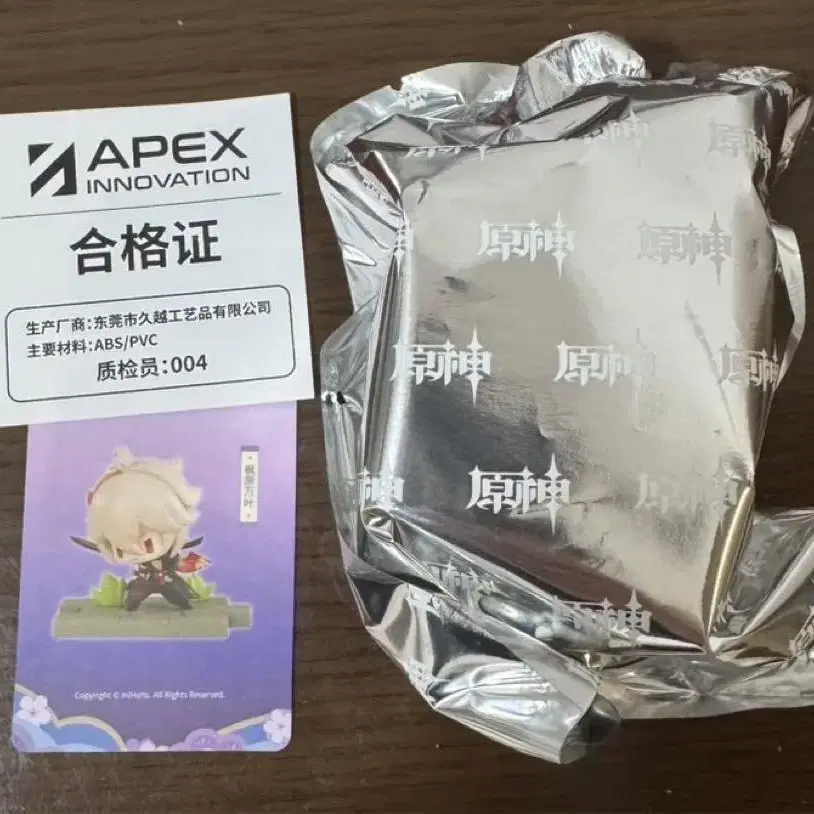 APEX
INNOVATION
合格证
生产厂商:东莞市久越工艺品有限公司
主要材料:ABS/PVC
质检员:004
枫原万叶
Copyright © miHoYo. All Rights Reserved.
原神
原神
原神
原神
原神
原神
原神
原神
原神